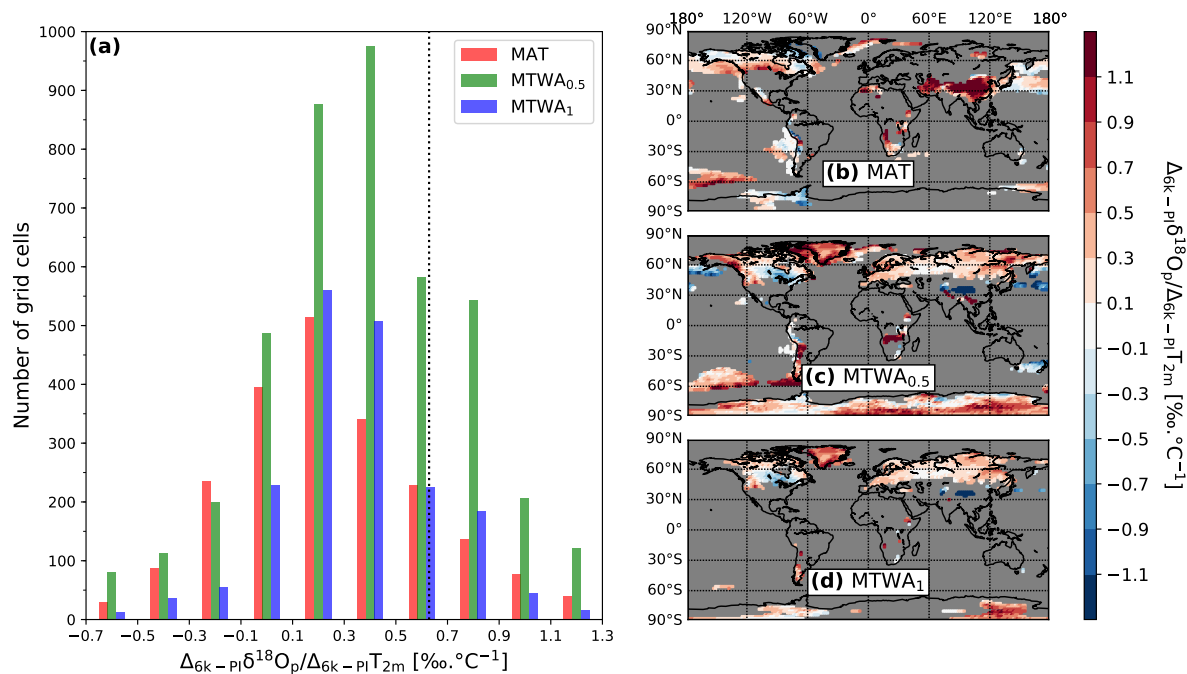 (a)
MAT
MTWA₀.₅
MTWA₁
1000
900
800
700
600
500
400
300
200
100
0
Number of grid cells
−0.7 −0.5 −0.3 −0.1 0.1 0.3 0.5 0.7 0.9 1.1 1.3
Δ₆ₖ₋PIδ¹⁸Oₚ/Δ₆ₖ₋PIT₂ₘ [‰.°C⁻¹]
180° 120°W 60°W 0° 60°E 120°E 180°
90°N
60°N
30°N
0°
30°S
60°S
90°S
(b) MAT
90°N
60°N
30°N
0°
30°S
60°S
90°S
(c) MTWA₀.₅
90°N
60°N
30°N
0°
30°S
60°S
90°S
(d) MTWA₁
1.1
0.9
0.7
0.5
0.3
0.1
−0.1
−0.3
−0.5
−0.7
−0.9
−1.1
Δ₆ₖ₋PIδ¹⁸Oₚ/Δ₆ₖ₋PIT₂ₘ [‰.°C⁻¹]